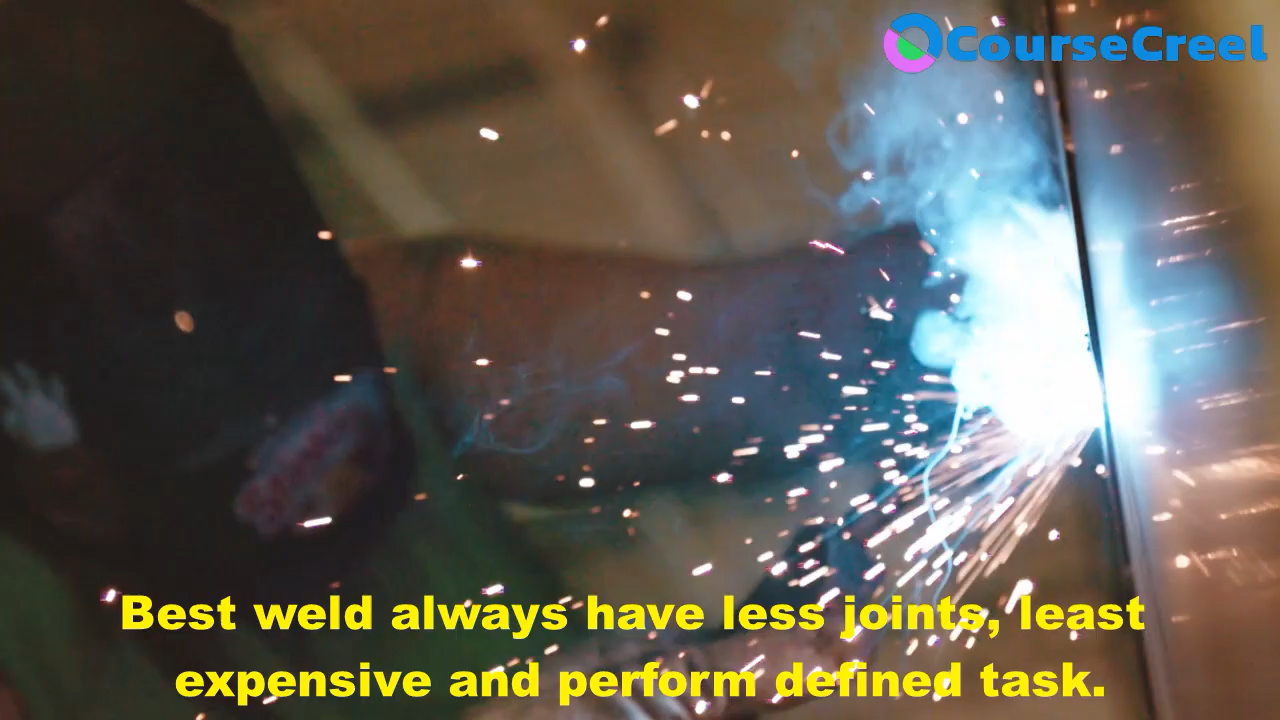 CourseCreel
Best weld always have less joints, least
expensive and perform defined task.